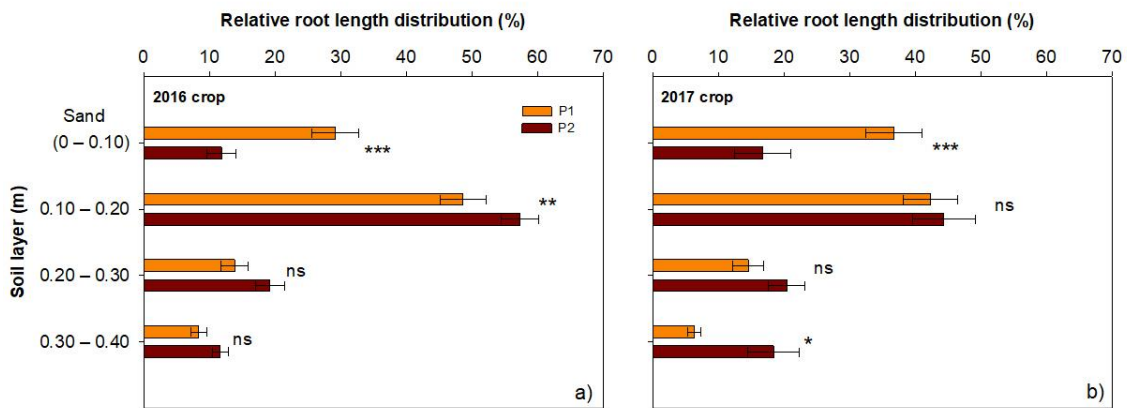 Relative root length distribution (%)
0 10 20 30 40 50 60 70
2016 crop
P1
P2
Soil layer (m)
Sand
(0 – 0.10)
***
0.10 – 0.20
**
0.20 – 0.30
ns
0.30 – 0.40
ns
a)
Relative root length distribution (%)
0 10 20 30 40 50 60 70
2017 crop
***
ns
ns
*
b)